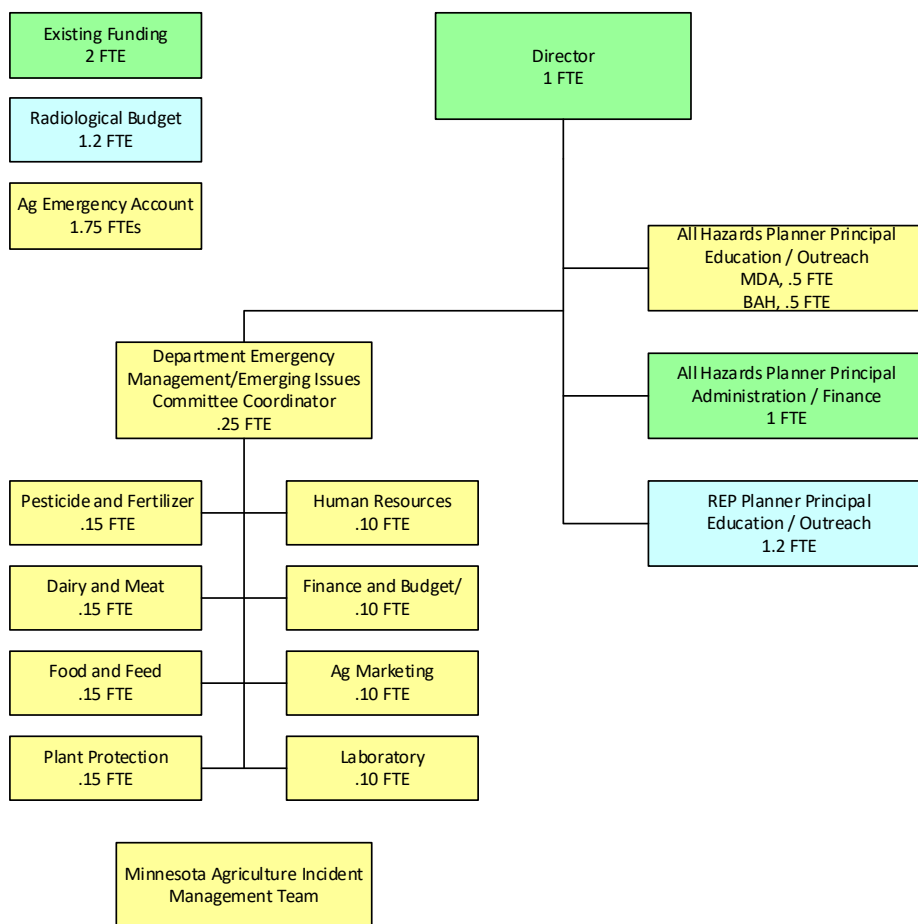 Existing Funding
2 FTE
Director
1 FTE
Radiological Budget
1.2 FTE
Ag Emergency Account
1.75 FTEs
All Hazards Planner Principal
Education / Outreach
MDA, .5 FTE
BAH, .5 FTE
Department Emergency
Management/Emerging Issues
Committee Coordinator
.25 FTE
All Hazards Planner Principal
Administration / Finance
1 FTE
Pesticide and Fertilizer
.15 FTE
Human Resources
.10 FTE
REP Planner Principal
Education / Outreach
1.2 FTE
Dairy and Meat
.15 FTE
Finance and Budget/
.10 FTE
Food and Feed
.15 FTE
Ag Marketing
.10 FTE
Plant Protection
.15 FTE
Laboratory
.10 FTE
Minnesota Agriculture Incident
Management Team